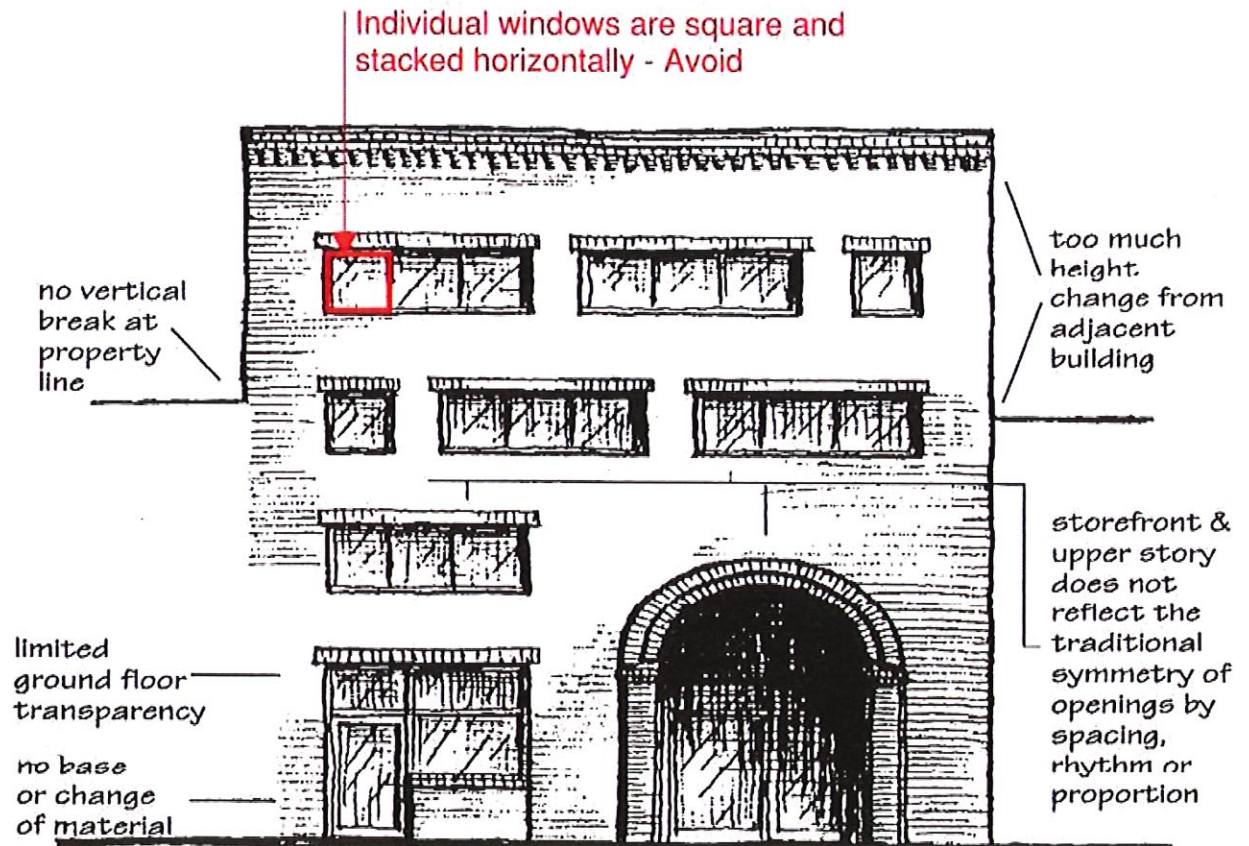 Individual windows are square and
stacked horizontally - Avoid
no vertical
break at
property
line
too much
height
change from
adjacent
building
limited
ground floor
transparency
no base
or change
of material
storefront &
upper story
does not
reflect the
traditional
symmetry of
openings by
spacing,
rhythm or
proportion